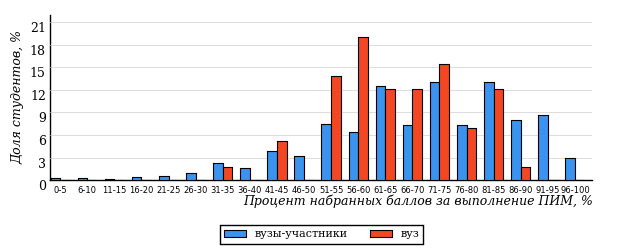 Доля студентов, %
21
18
15
12
9
6
3
0
0-5 6-10 11-15 16-20 21-25 26-30 31-35 36-40 41-45 46-50 51-55 56-60 61-65 66-70 71-75 76-80 81-85 86-90 91-95 96-100
Процент набранных баллов за выполнение ПИМ, %
вузы-участники вуз